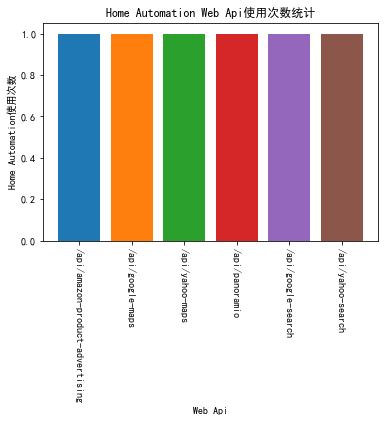 Home Automation Web Api使用次数统计
Home Automation使用次数
1.0
0.8
0.6
0.4
0.2
0.0
/api/amazon-product-advertising
/api/google-maps
/api/yahoo-maps
/api/panoramio
/api/google-search
/api/yahoo-search
Web Api